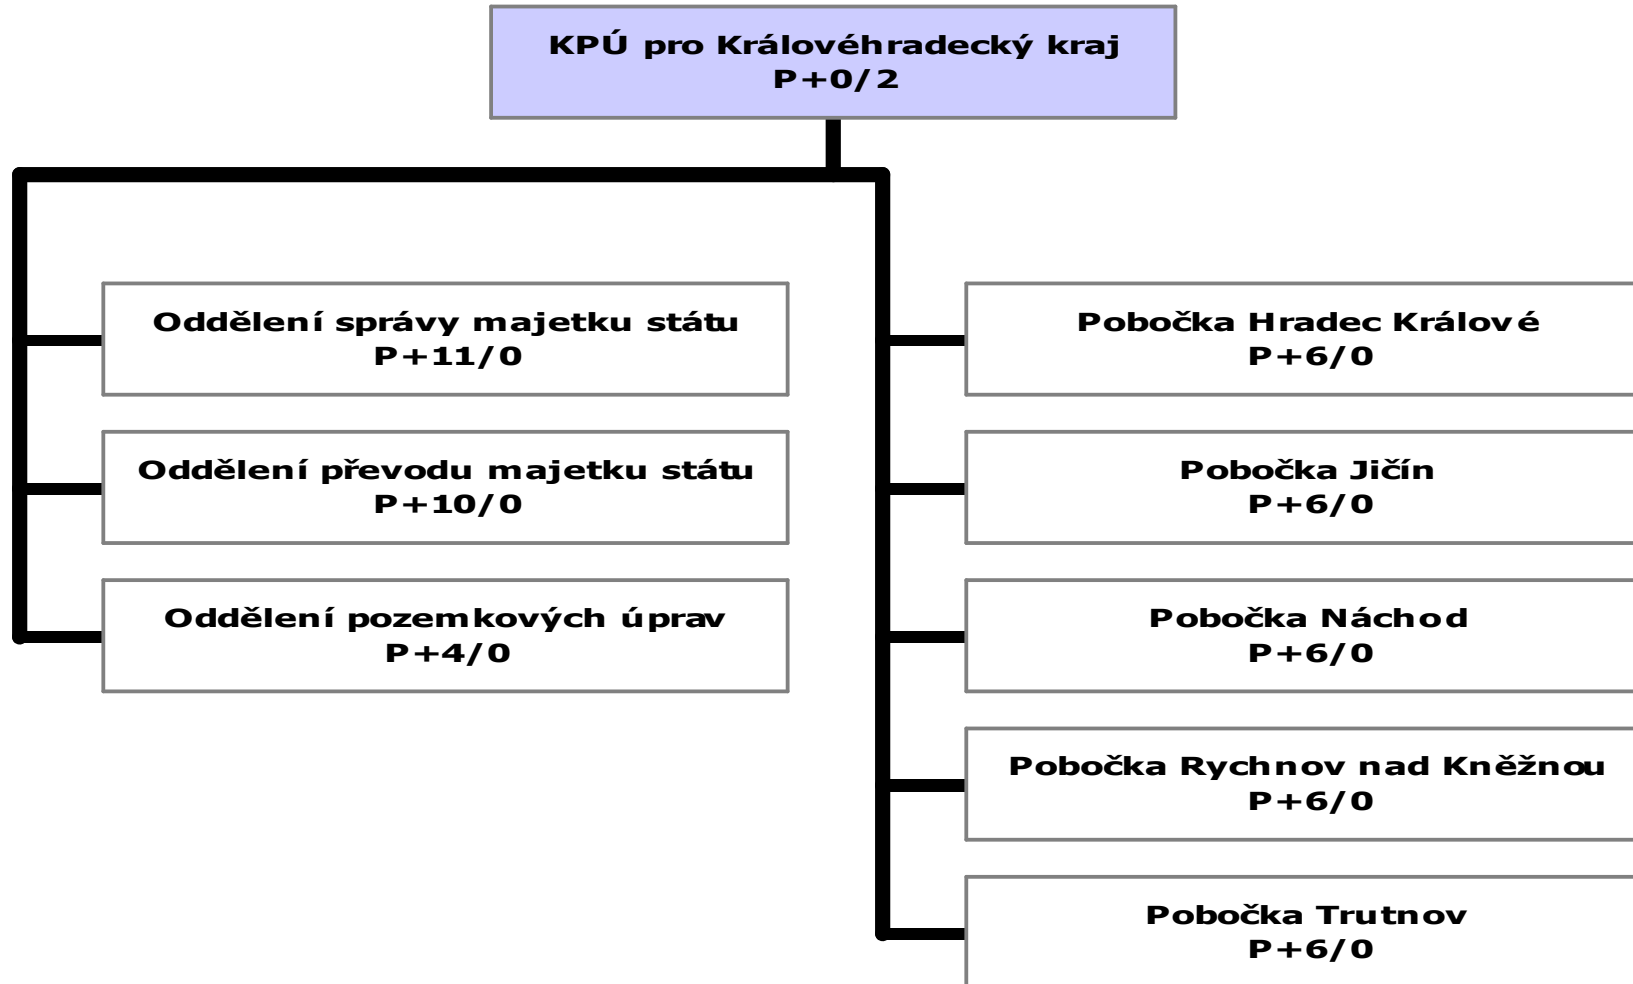 KPÚ pro Královéhradecký kraj
P+0/2
Oddělení správy majetku státu
P+11/0
Oddělení převodu majetku státu
P+10/0
Oddělení pozemkových úprav
P+4/0
Pobočka Hradec Králové
P+6/0
Pobočka Jičín
P+6/0
Pobočka Náchod
P+6/0
Pobočka Rychnov nad Kněžnou
P+6/0
Pobočka Trutnov
P+6/0